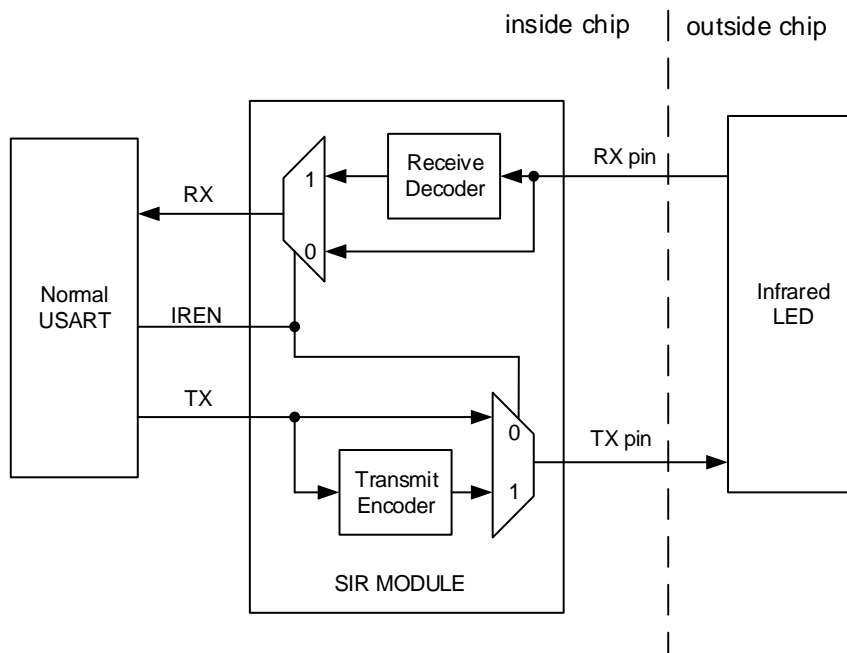 inside chip
outside chip
RX pin
Receive
Decoder
1
RX
0
Normal
USART
IREN
Infrared
LED
TX
0
TX pin
Transmit
Encoder
1
SIR MODULE